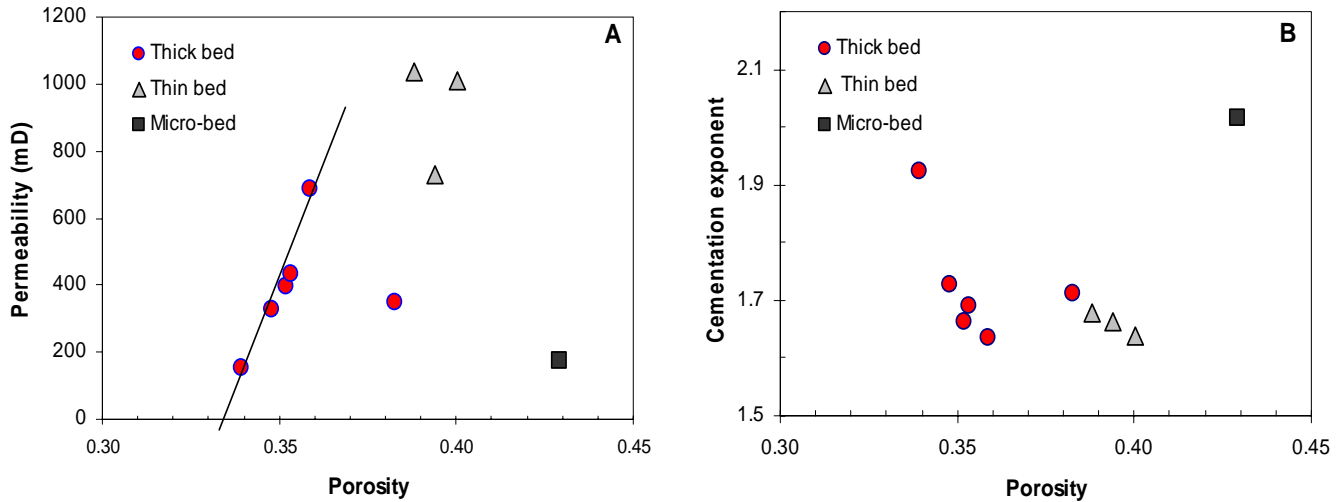 A
Thick bed
Thin bed
Micro-bed
Permeability (mD)
1200
1000
800
600
400
200
0
0.30
0.35
0.40
0.45
Porosity
B
Thick bed
Thin bed
Micro-bed
Cementation exponent
2.1
1.9
1.7
1.5
0.30
0.35
0.40
0.45
Porosity